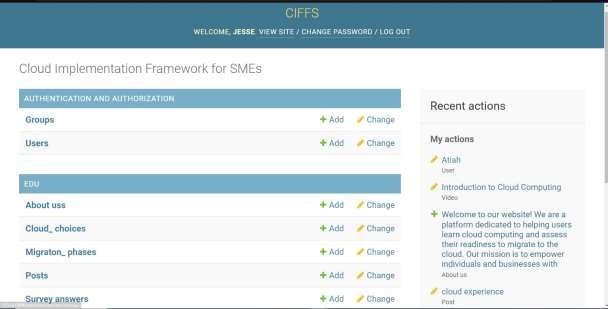 CIFFS
WELCOME, JESSE. VIEW SITE / CHANGE PASSWORD / LOG OUT
Cloud Implementation Framework for SMEs
AUTHENTICATION AND AUTHORIZATION
Groups + Add Change
Users + Add Change
EDU
About uss + Add Change
Cloud_ choices + Add Change
Migraton_ phases + Add Change
Posts + Add Change
Survey answers + Add Change
Recent actions
My actions
Atiah
User
Introduction to Cloud Computing
Video
+ Welcome to our website! We are a
platform dedicated to helping users
learn cloud computing and assess
their readiness to migrate to the
cloud. Our mission is to empower
individuals and businesses with
About us
cloud experience
Post